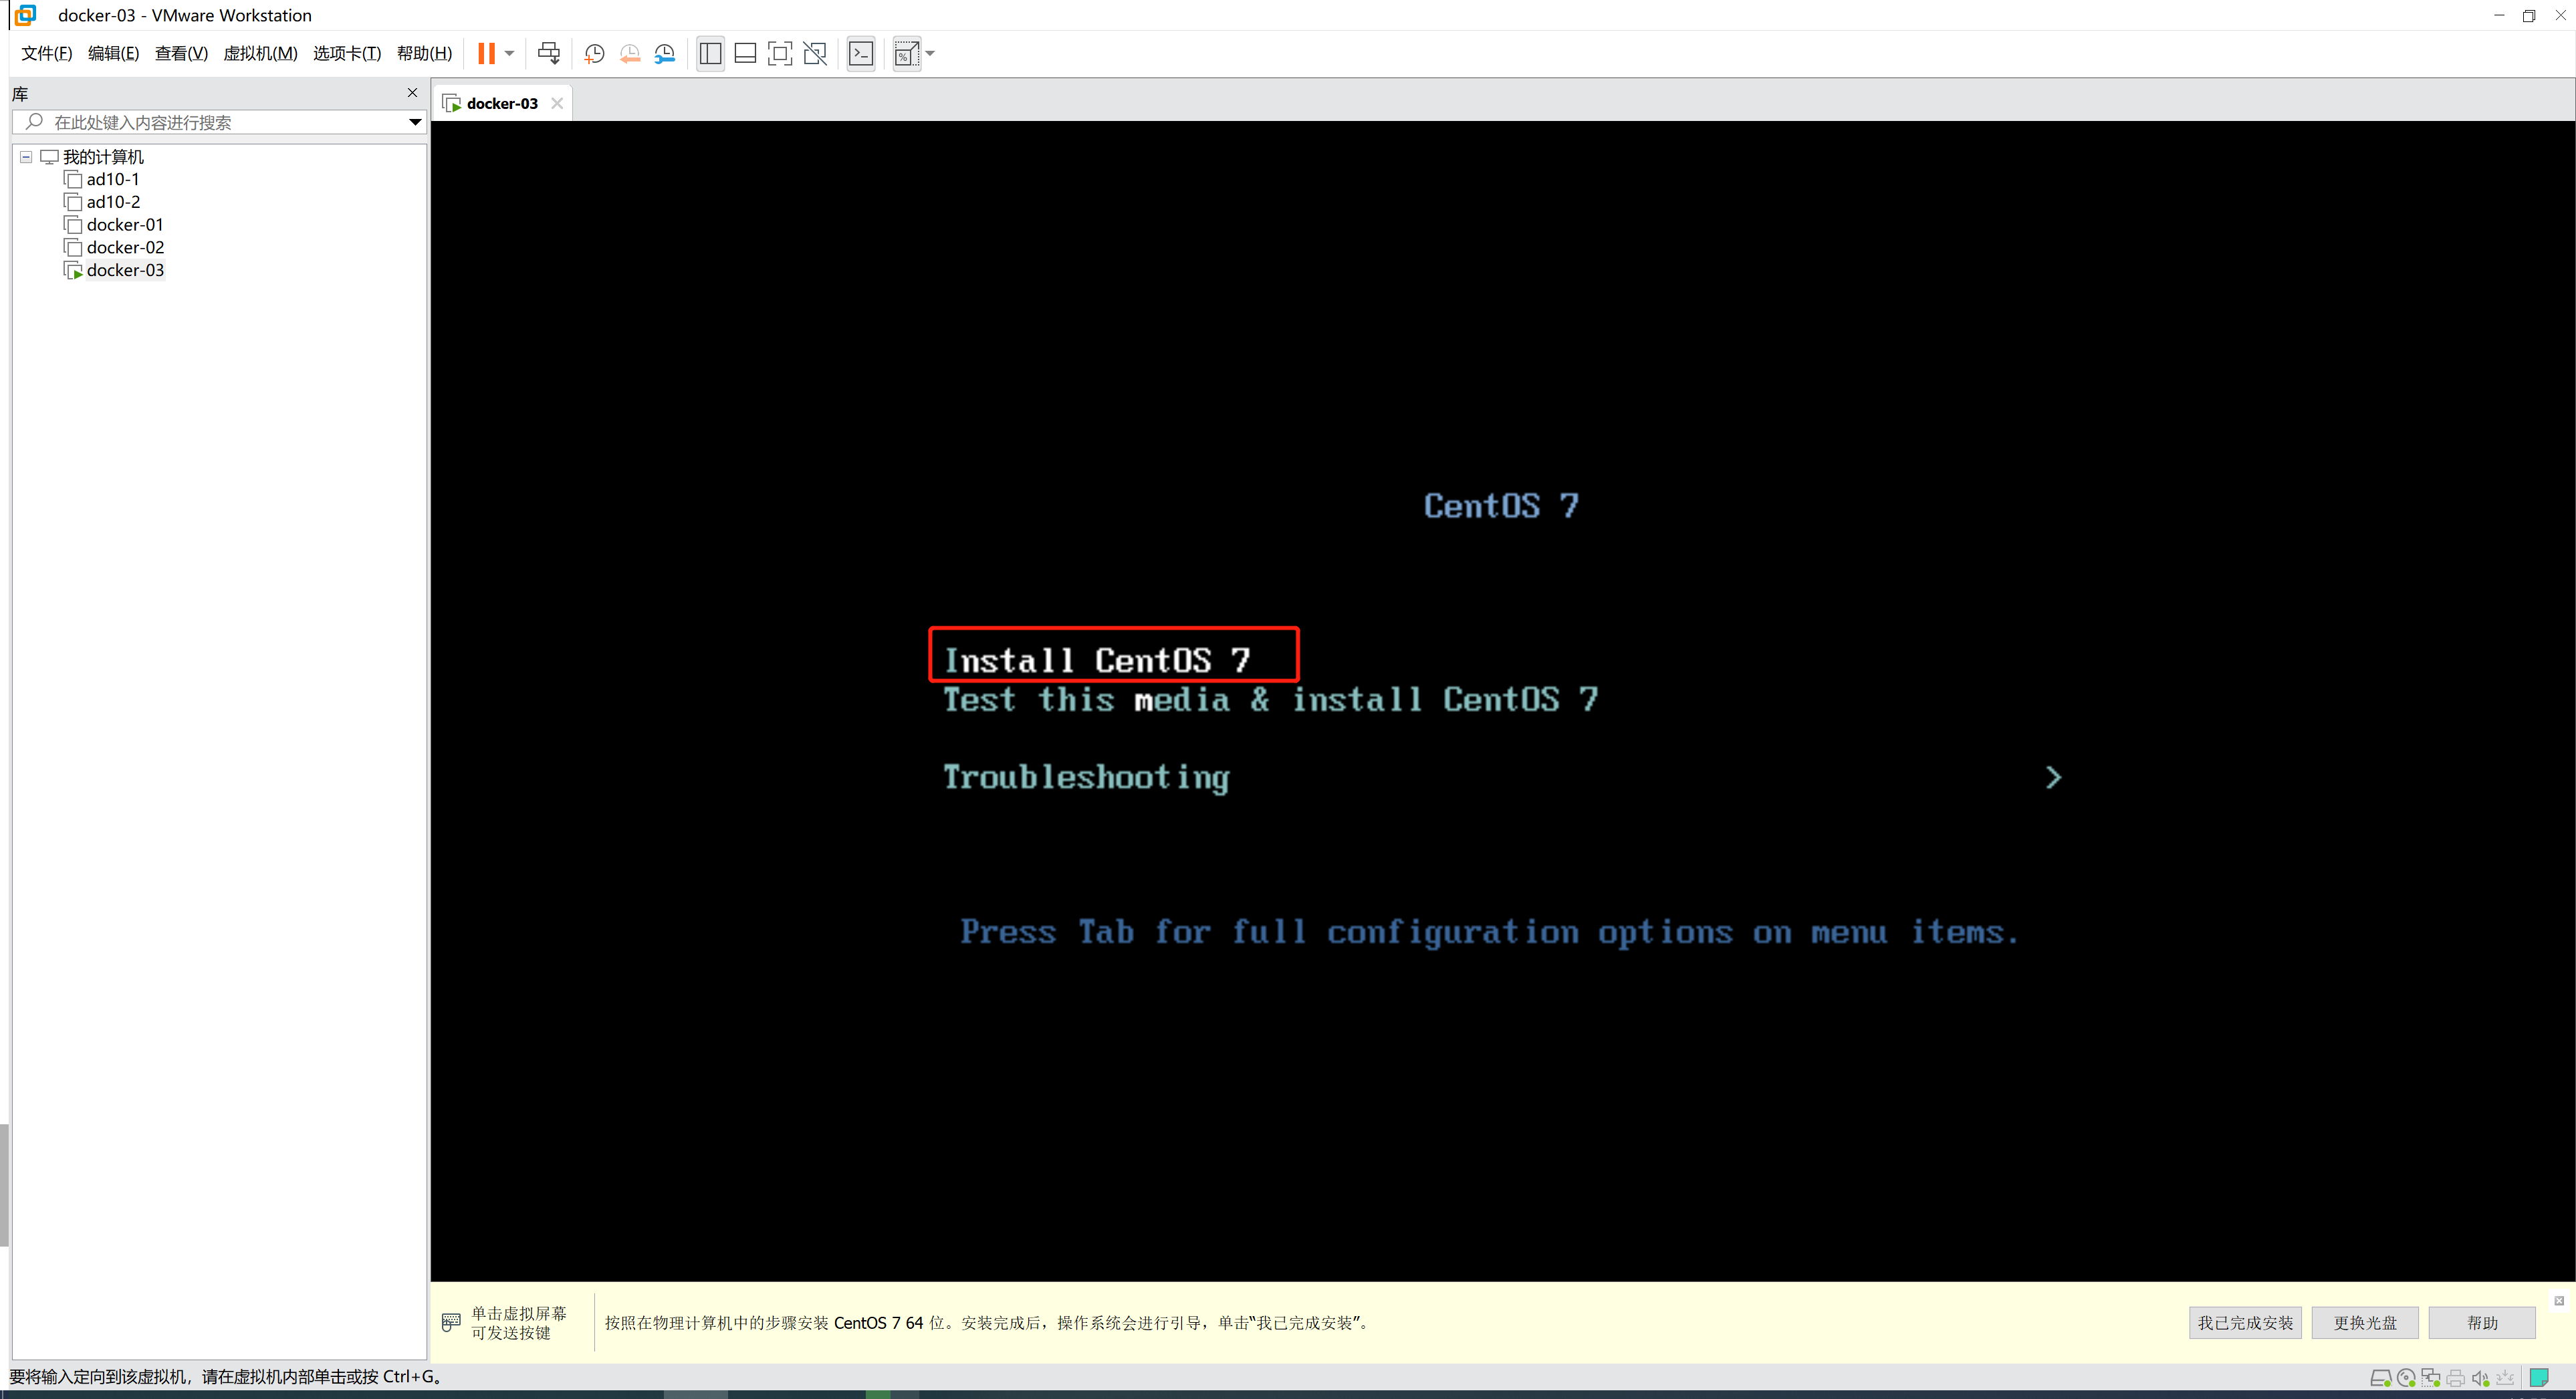 docker-03 - VMware Workstation
文件(F) 编辑(E) 查看(V) 虚拟机(M) 选项卡(T) 帮助(H)
库
在此处键入内容进行搜索
我的计算机
ad10-1
ad10-2
docker-01
docker-02
docker-03
docker-03
CentOS 7
Install CentOS 7
Test this media & install CentOS 7
Troubleshooting >
Press Tab for full configuration options on menu items.
单击虚拟屏幕
可发送按键
按照在物理计算机中的步骤安装 CentOS 7 64 位。安装完成后，操作系统会进行引导，单击“我已完成安装”。
我已完成安装 更换光盘 帮助
要将输入定向到该虚拟机，请在虚拟机内部单击或按 Ctrl+G。